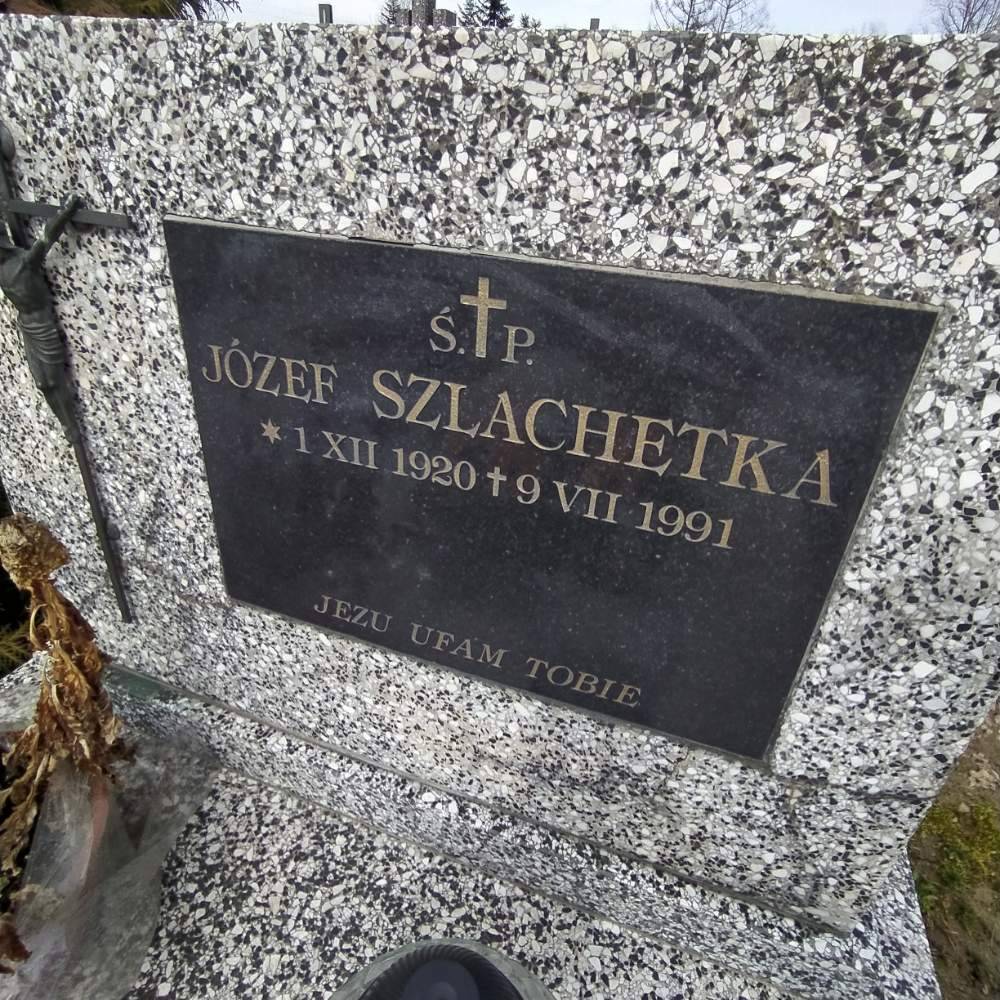 Ś.†P.
JÓZEF SZLACHETKA
* 1 XII 1920 † 9 VII 1991
JEZU UFAM TOBIE